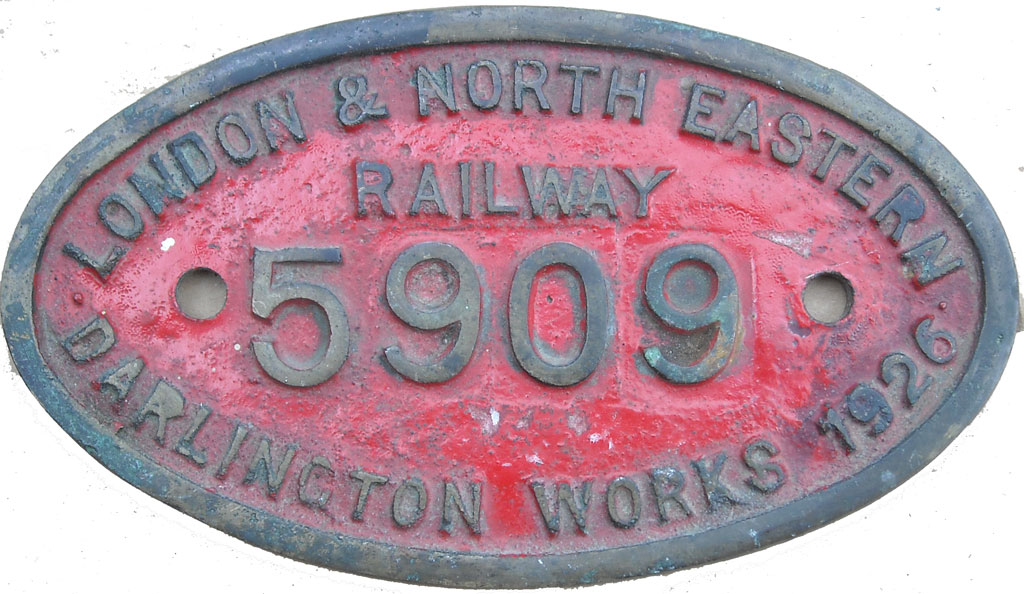 LONDON & NORTH EASTERN
RAILWAY
5909
DARLINGTON WORKS 1926